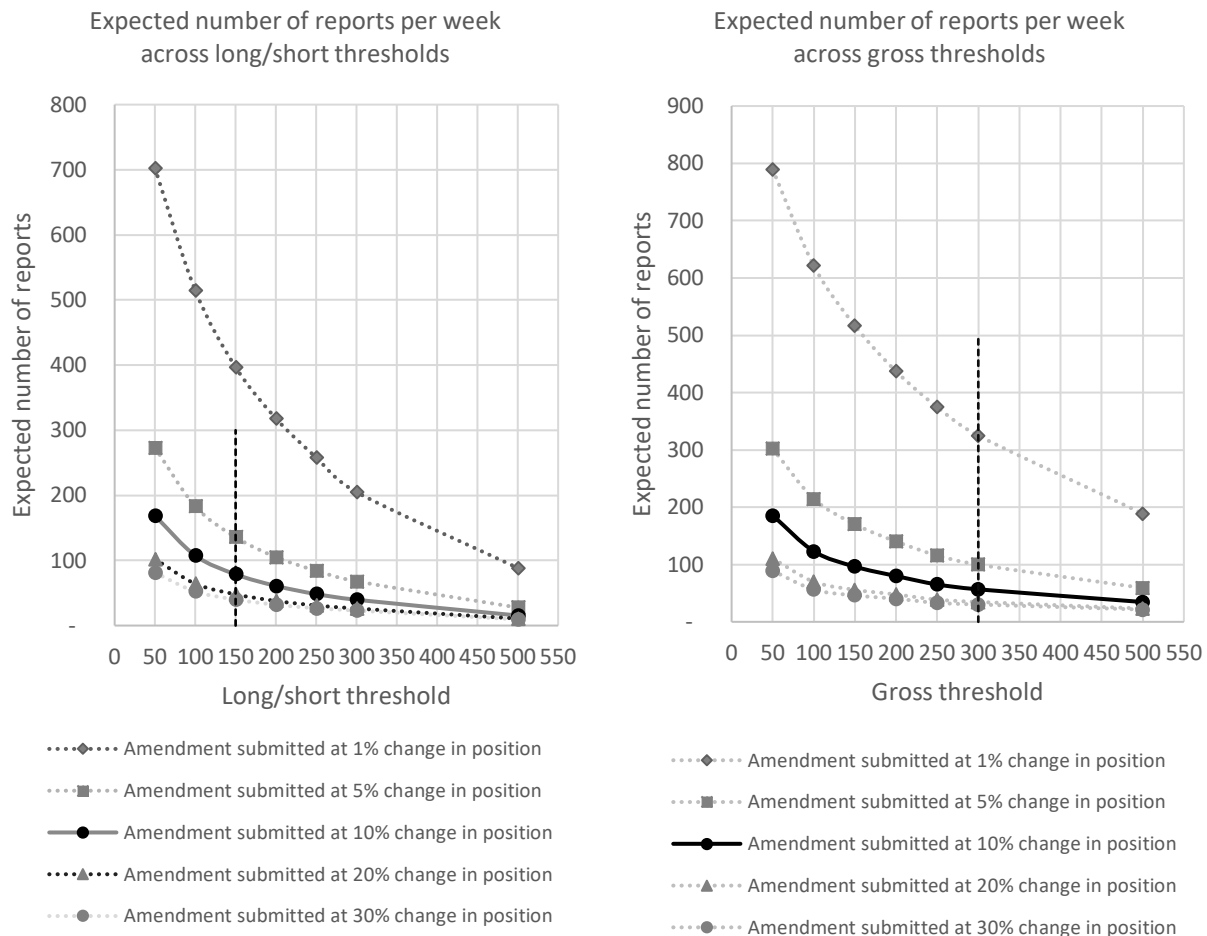 Expected number of reports per week
across long/short thresholds
800
700
600
500
400
300
200
100
-
0 50 100 150 200 250 300 350 400 450 500 550
Expected number of reports
Long/short threshold
Amendment submitted at 1% change in position
Amendment submitted at 5% change in position
Amendment submitted at 10% change in position
Amendment submitted at 20% change in position
Amendment submitted at 30% change in position
Expected number of reports per week
across gross thresholds
900
800
700
600
500
400
300
200
100
-
0 50 100 150 200 250 300 350 400 450 500 550
Expected number of reports
Gross threshold
Amendment submitted at 1% change in position
Amendment submitted at 5% change in position
Amendment submitted at 10% change in position
Amendment submitted at 20% change in position
Amendment submitted at 30% change in position